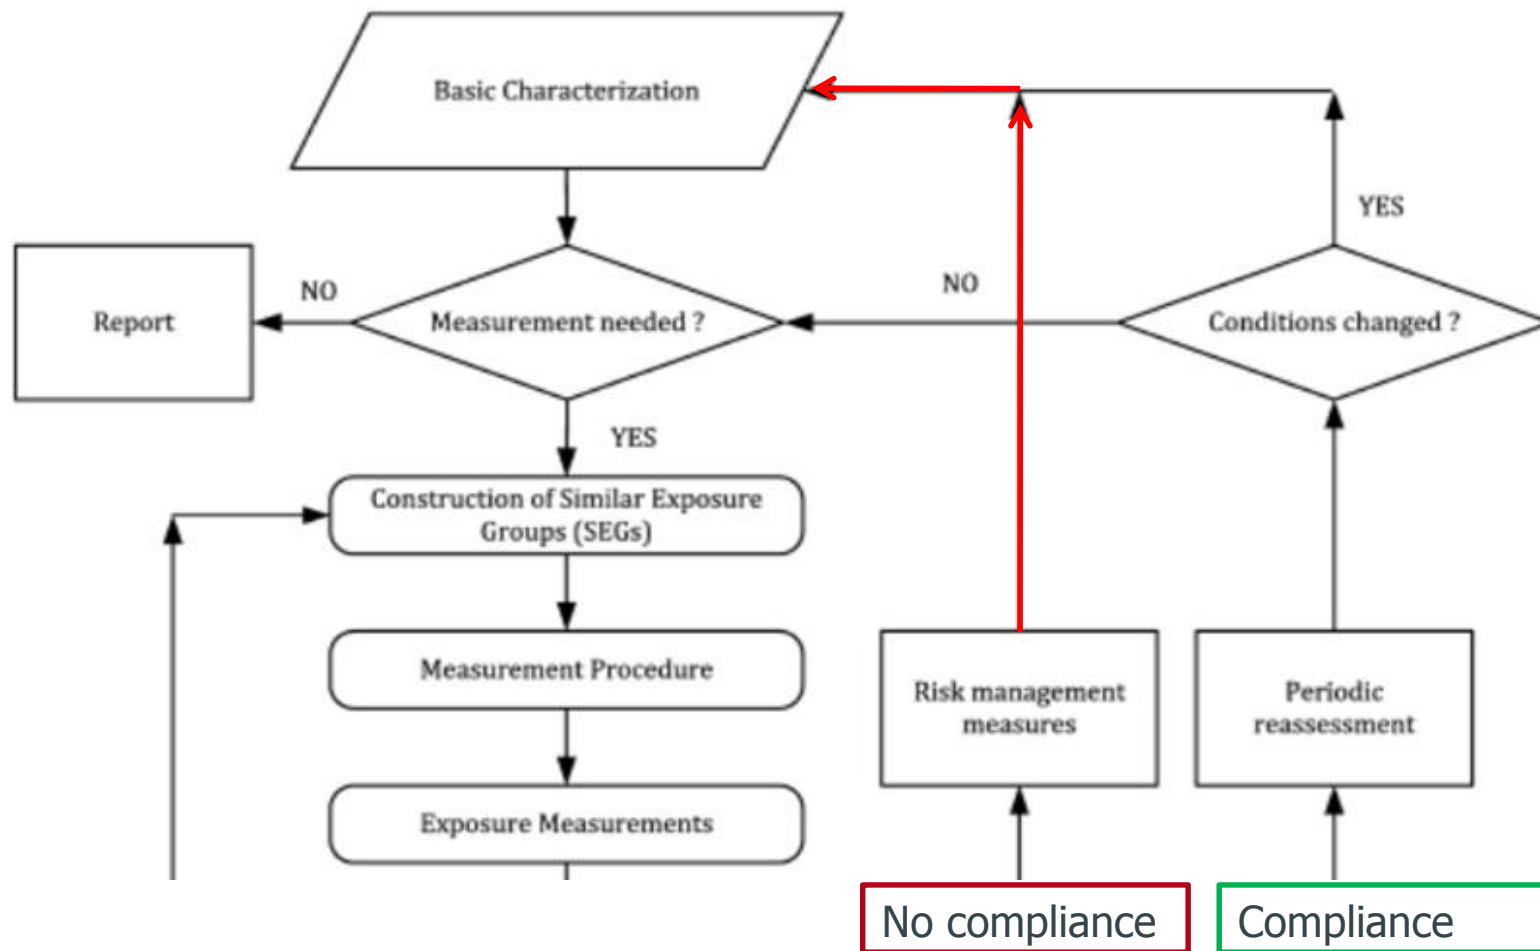 Basic Characterization
YES
Report
NO
Measurement needed ?
NO
Conditions changed ?
YES
Construction of Similar Exposure
Groups (SEGs)
Measurement Procedure
Risk management
measures
Periodic
reassessment
Exposure Measurements
No compliance
Compliance